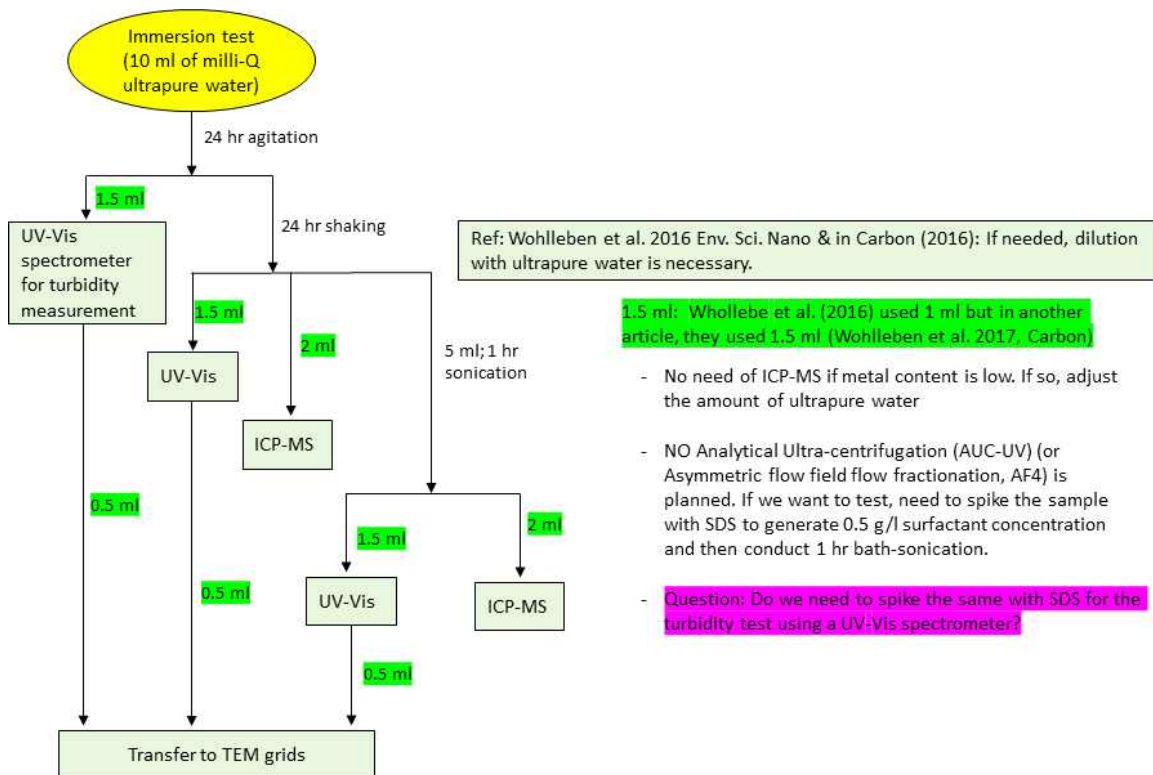 Immersion test
(10 ml of milli-Q
ultrapure water)
24 hr agitation
1.5 ml
UV-Vis
spectrometer
for turbidity
measurement
24 hr shaking
Ref: Wohlleben et al. 2016 Env. Sci. Nano & in Carbon (2016): If needed, dilution
with ultrapure water is necessary.
1.5 ml
2 ml
5 ml; 1 hr
sonication
UV-Vis
ICP-MS
1.5 ml: Whollebe et al. (2016) used 1 ml but in another
article, they used 1.5 ml (Wohlleben et al. 2017, Carbon)
- No need of ICP-MS if metal content is low. If so, adjust
the amount of ultrapure water
- NO Analytical Ultra-centrifugation (AUC-UV) (or
Asymmetric flow field flow fractionation, AF4) is
planned. If we want to test, need to spike the sample
with SDS to generate 0.5 g/l surfactant concentration
and then conduct 1 hr bath-sonication.
- Question: Do we need to spike the same with SDS for the
turbidity test using a UV-Vis spectrometer?
0.5 ml
0.5 ml
1.5 ml
2 ml
UV-Vis
ICP-MS
0.5 ml
Transfer to TEM grids